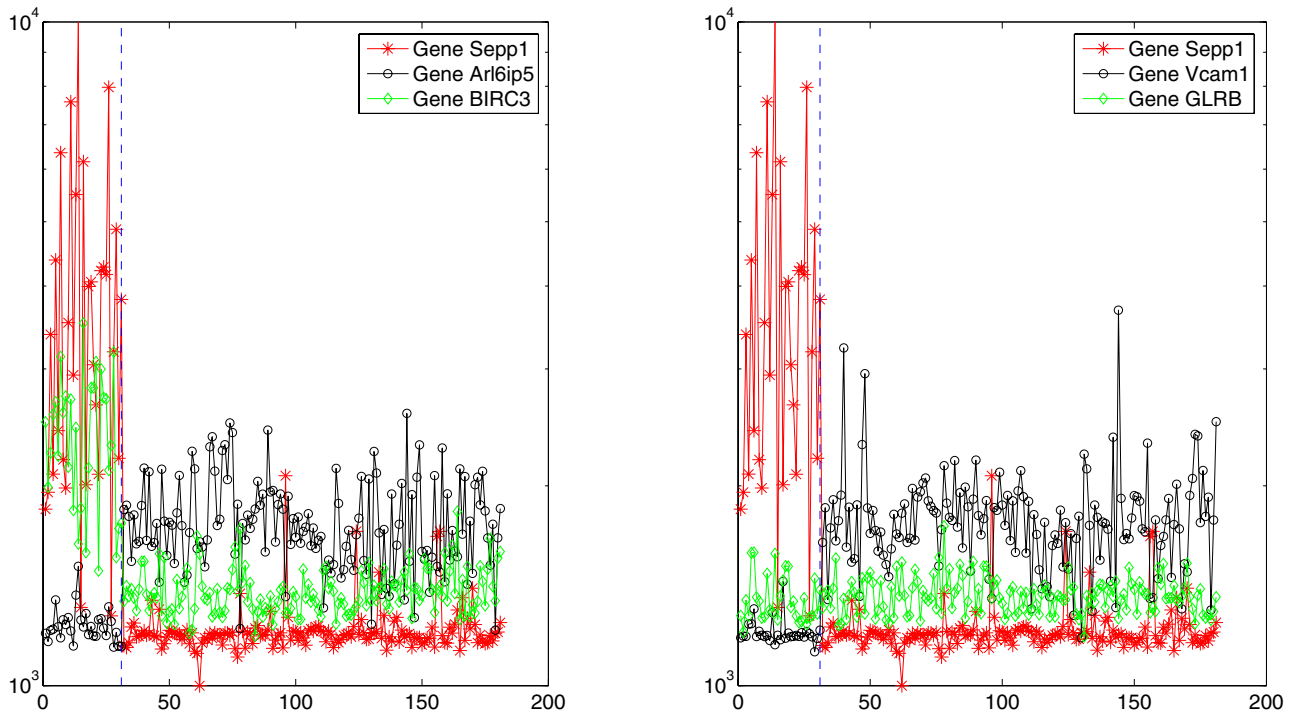 10^4
Gene Sepp1
Gene Arl6ip5
Gene BIRC3
10^3
0 50 100 150 200
10^4
Gene Sepp1
Gene Vcam1
Gene GLRB
10^3
0 50 100 150 200